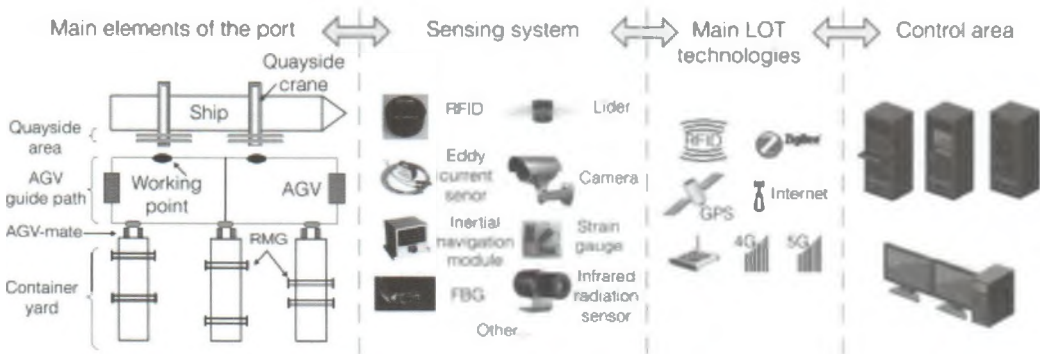 Main elements of the port
Sensing system
Main LOT
technologies
Control area
Quayside
crane
Ship
Quayside
area
AGV
guide path
Working
point
AGV
AGV-mate
RMG
Container
yard
RFID
Lider
Eddy
current
senor
Camera
Inertial
navigation
module
Strain
gauge
FBG
Infrared
radiation
sensor
Other...
RFID
ZigBee
GPS
Internet
4G
5G